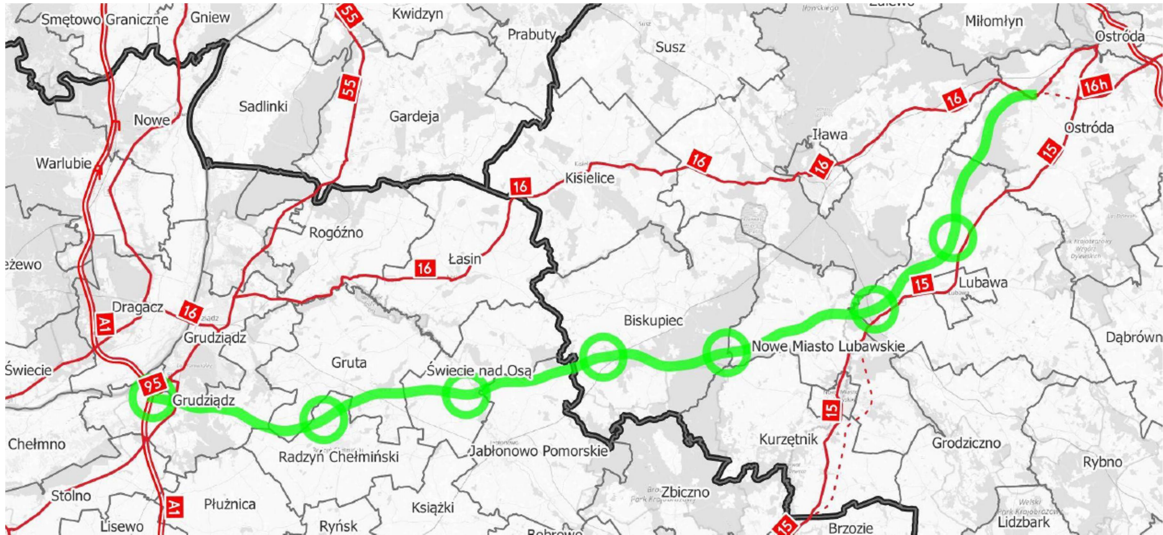 Smętowo Graniczne
Gniew
55
Kwidzyn
Prabuty
Susz
Miłomłyn
Ostróda
Sadlinki
55
Gardeja
16
16h
Nowe
Iława
Ostróda
Warlubie
Kisielice
16
16
15
16
Rogóźno
Łasin
16
Lubawa
15
Dragacz
16
A1
Grudziądz
Biskupiec
Dąbrówn
Świecie
Gruta
Świecie nad Osą
Nowe Miasto Lubawskie
95
Grudziądz
15
Chełmno
Radzyń Chełmiński
Jabłonowo Pomorskie
Kurzętnik
Grodziczno
Rybno
Stolno
A1
Płużnica
Książki
Zbiczno
Lisewo
Ryńsk
15
Brzozie
Lidzbark